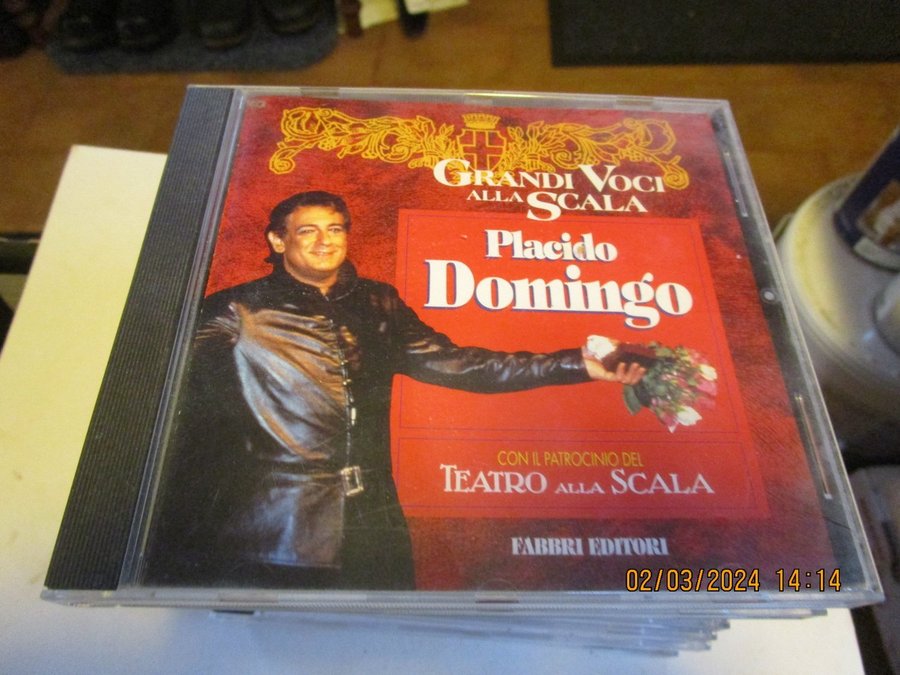 GRANDI VOCI
ALLA SCALA
Placido
Domingo
CON IL PATROCINIO DEL
TEATRO ALLA SCALA
FABBRI EDITORI
02/03/2024 14:14